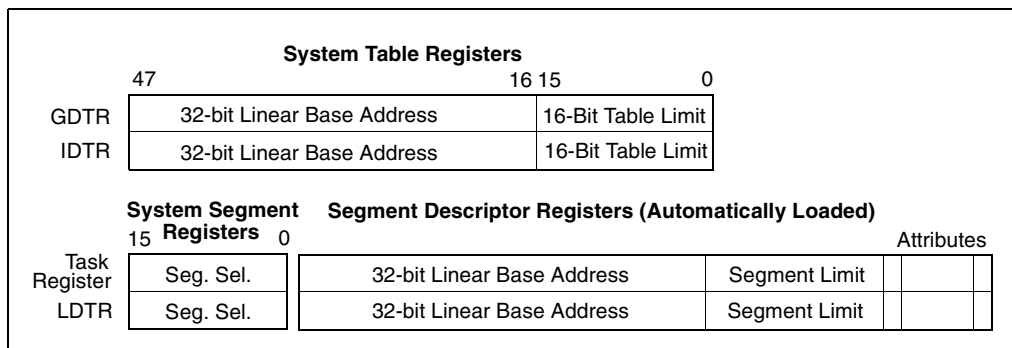 System Table Registers
47 16 15 0
GDTR 32-bit Linear Base Address 16-Bit Table Limit
IDTR 32-bit Linear Base Address 16-Bit Table Limit
System Segment Registers Segment Descriptor Registers (Automatically Loaded)
15 0 Attributes
Task Register Seg. Sel. 32-bit Linear Base Address Segment Limit
LDTR Seg. Sel. 32-bit Linear Base Address Segment Limit